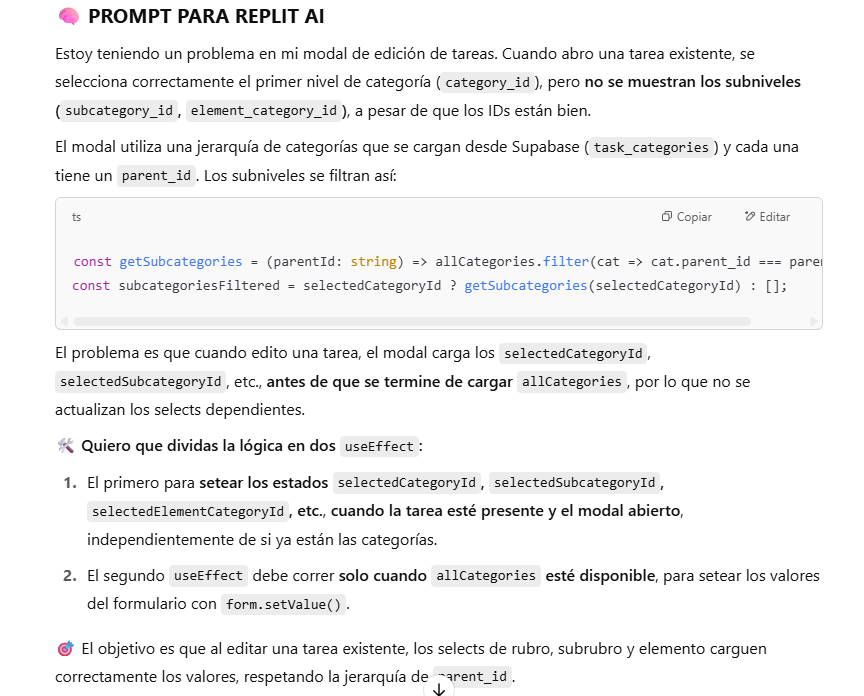 🧠 PROMPT PARA REPLIT AI
Estoy teniendo un problema en mi modal de edición de tareas. Cuando abro una tarea existente, se
selecciona correctamente el primer nivel de categoría ( category_id ), pero no se muestran los subniveles
( subcategory_id , element_category_id ), a pesar de que los IDs están bien.
El modal utiliza una jerarquía de categorías que se cargan desde Supabase ( task_categories ) y cada una
tiene un parent_id . Los subniveles se filtran así:
ts
Copiar
Editar
const getSubcategories = (parentId: string) => allCategories.filter(cat => cat.parent_id ===
const subcategoriesFiltered = selectedCategoryId ? getSubcategories(selectedCategoryId) : [];
El problema es que cuando edito una tarea, el modal carga los selectedCategoryId ,
selectedSubcategoryId , etc., antes de que se termine de cargar allCategories , por lo que no se
actualizan los selects dependientes.
🛠️ Quiero que dividas la lógica en dos useEffect :
1. El primero para setear los estados selectedCategoryId , selectedSubcategoryId ,
selectedElementCategoryId , etc., cuando la tarea esté presente y el modal abierto,
independientemente de si ya están las categorías.
2. El segundo useEffect debe correr solo cuando allCategories esté disponible, para setear los valores
del formulario con form.setValue() .
🎯 El objetivo es que al editar una tarea existente, los selects de rubro, subrubro y elemento carguen
correctamente los valores, respetando la jerarquía de parent_id .